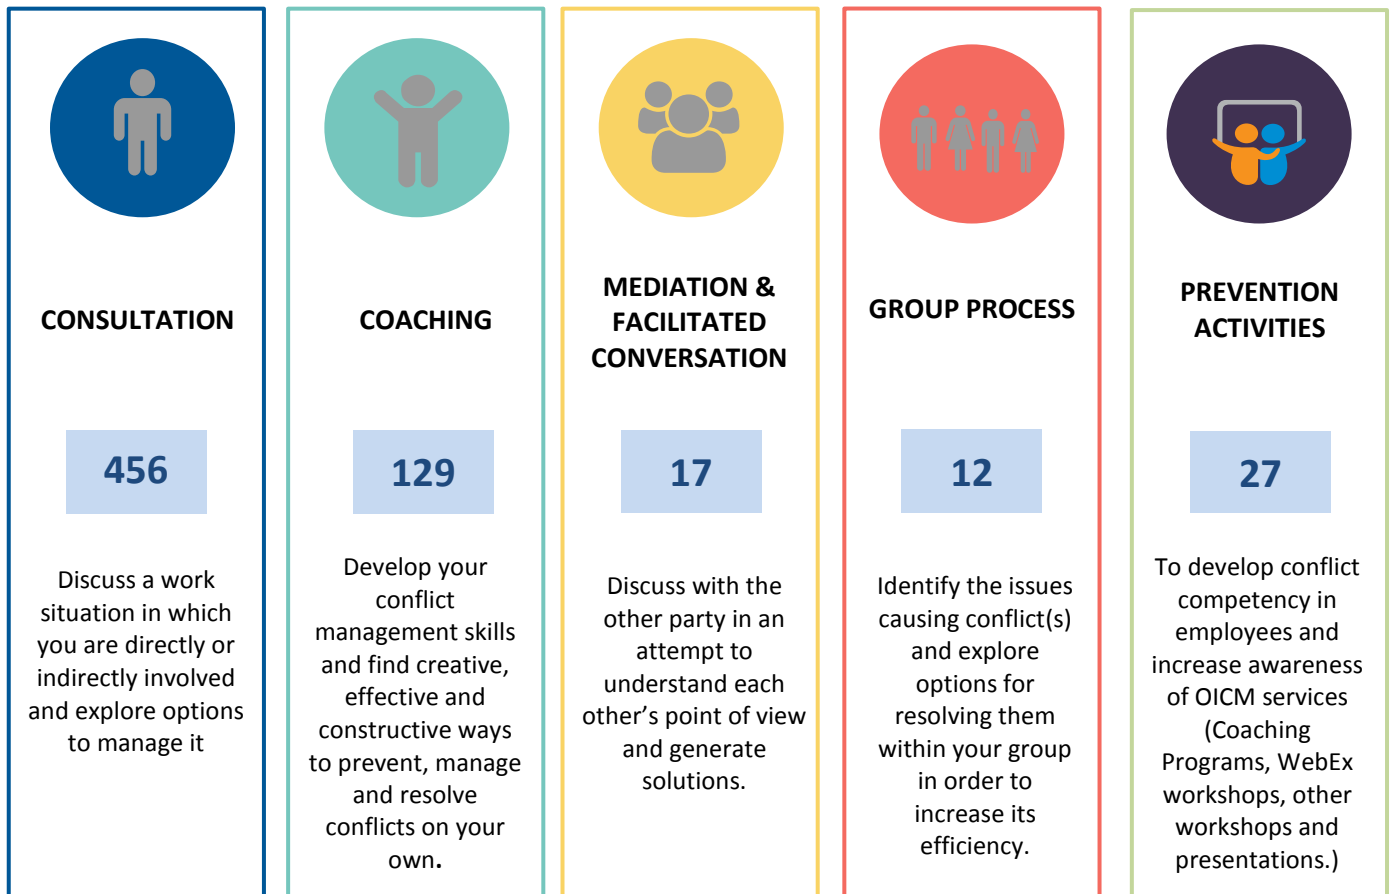 CONSULTATION
456
Discuss a work
situation in which
you are directly or
indirectly involved
and explore options
to manage it
COACHING
129
Develop your
conflict
management skills
and find creative,
effective and
constructive ways
to prevent, manage
and resolve
conflicts on your
own.
MEDIATION &
FACILITATED
CONVERSATION
17
Discuss with the
other party in an
attempt to
understand each
other’s point of view
and generate
solutions.
GROUP PROCESS
12
Identify the issues
causing conflict(s)
and explore
options for
resolving them
within your group
in order to
increase its
efficiency.
PREVENTION
ACTIVITIES
27
To develop conflict
competency in
employees and
increase awareness
of OICM services
(Coaching
Programs, WebEx
workshops, other
workshops and
presentations.)